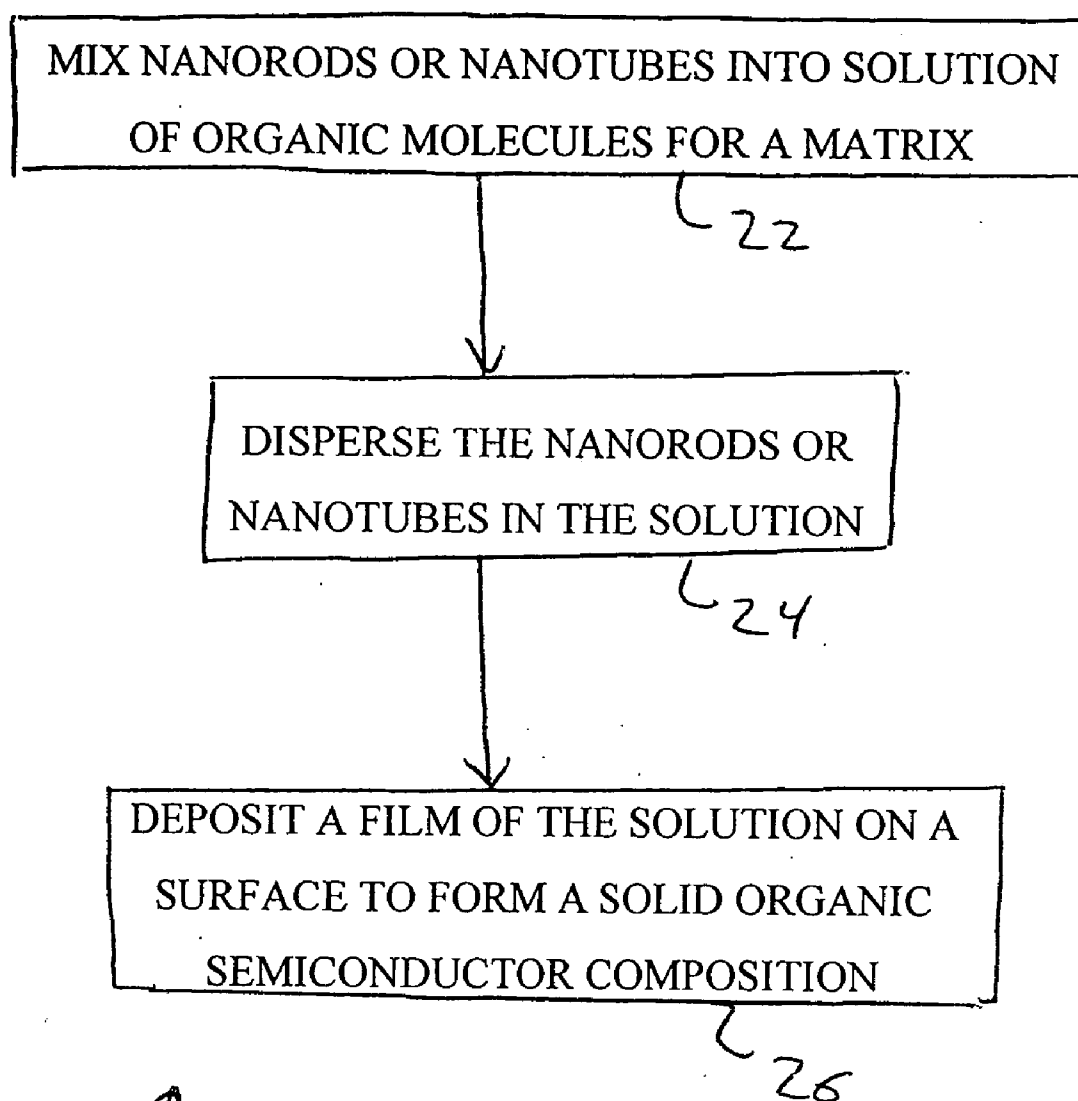 MIX NANORODS OR NANOTUBES INTO SOLUTION
OF ORGANIC MOLECULES FOR A MATRIX
22
DISPERSE THE NANORODS OR
NANOTUBES IN THE SOLUTION
24
DEPOSIT A FILM OF THE SOLUTION ON A
SURFACE TO FORM A SOLID ORGANIC
SEMICONDUCTOR COMPOSITION
26